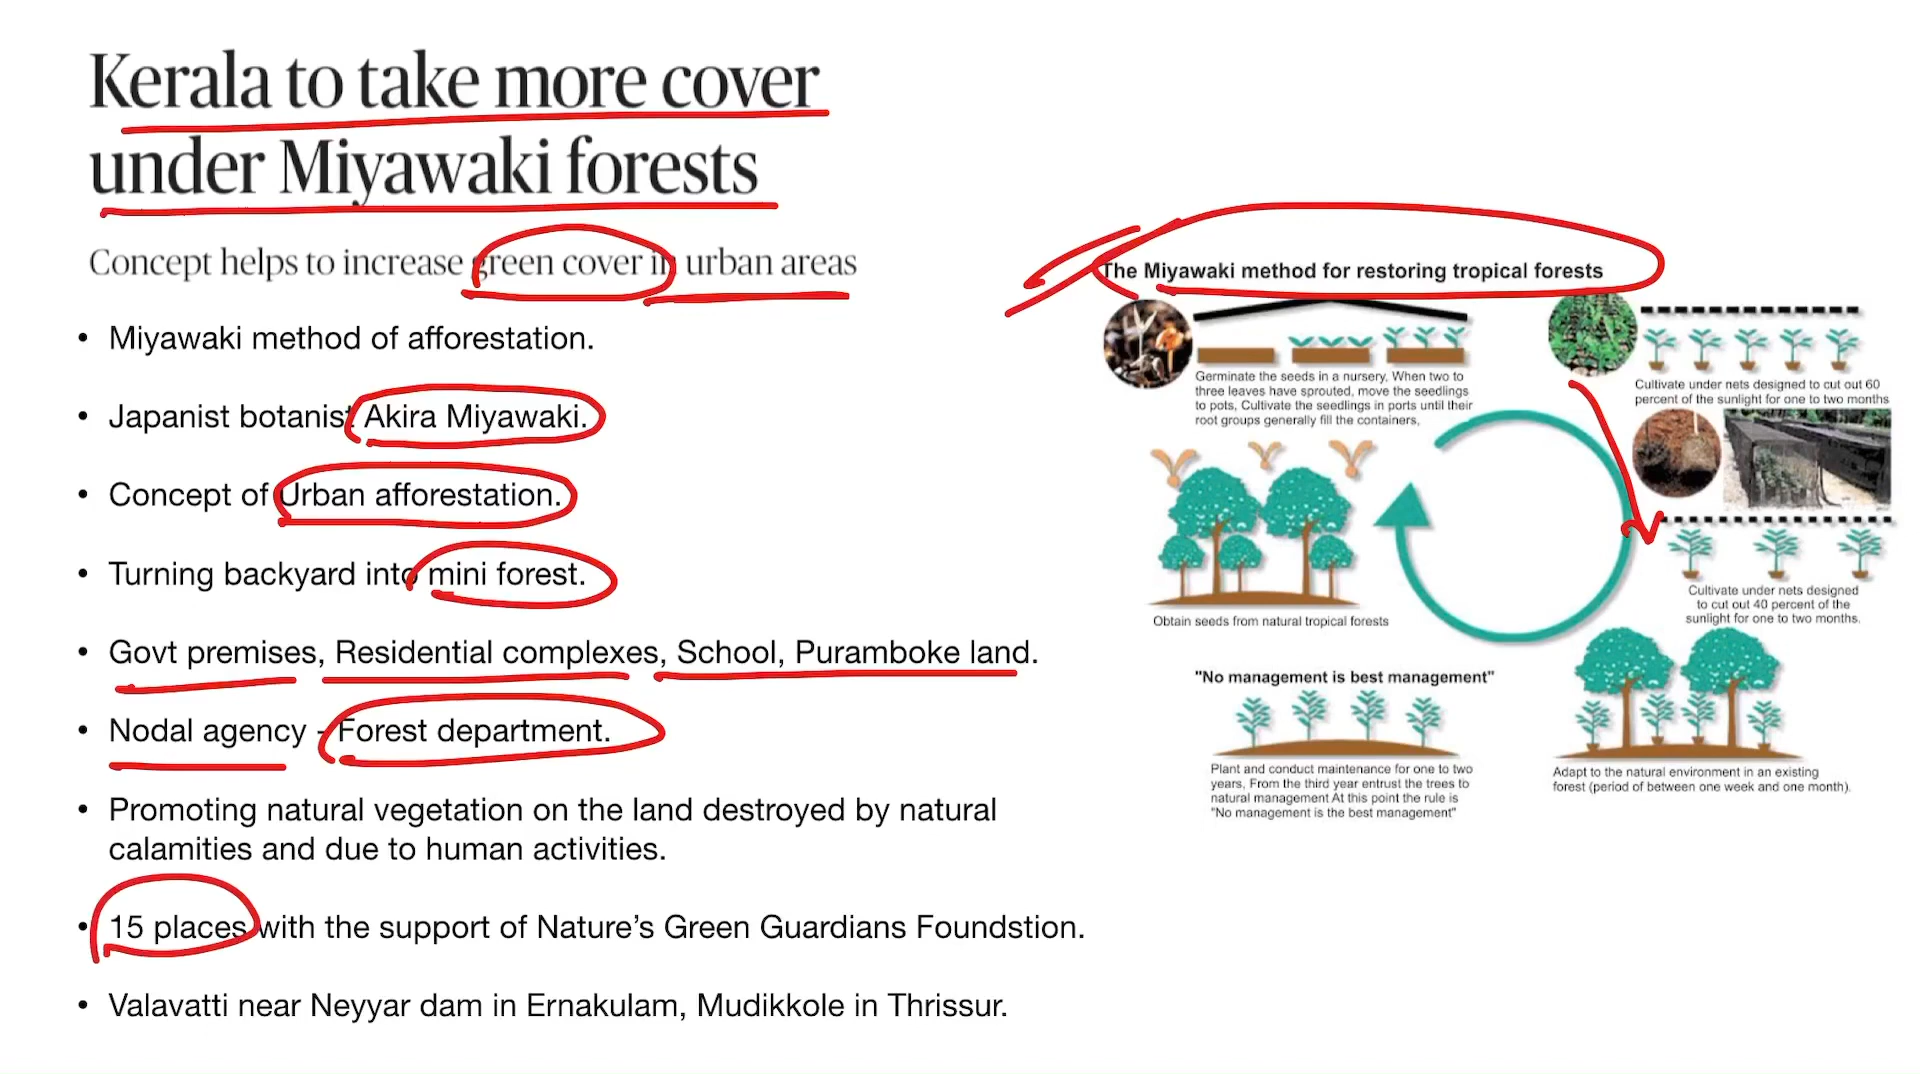 Kerala to take more cover
under Miyawaki forests
Concept helps to increase green cover in urban areas
• Miyawaki method of afforestation.
• Japanist botanist Akira Miyawaki.
• Concept of Urban afforestation.
• Turning backyard into mini forest.
• Govt premises, Residential complexes, School, Puramboke land.
• Nodal agency - Forest department.
• Promoting natural vegetation on the land destroyed by natural
calamities and due to human activities.
• 15 places with the support of Nature's Green Guardians Foundstion.
• Valavatti near Neyyar dam in Ernakulam, Mudikkole in Thrissur.
The Miyawaki method for restoring tropical forests
Germinate the seeds in a nursery, When two to
three leaves have sprouted, move the seedlings
to pots, Cultivate the seedlings in ports until their
root groups generally fill the containers,
Cultivate under nets designed to cut out 60
percent of the sunlight for one to two months
Cultivate under nets designed
to cut out 40 percent of the
sunlight for one to two months.
Obtain seeds from natural tropical forests
"No management is best management"
Plant and conduct maintenance for one to two
years, From the third year entrust the trees to
natural management At this point the rule is
"No management is the best management"
Adapt to the natural environment in an existing
forest (period of between one week and one month).